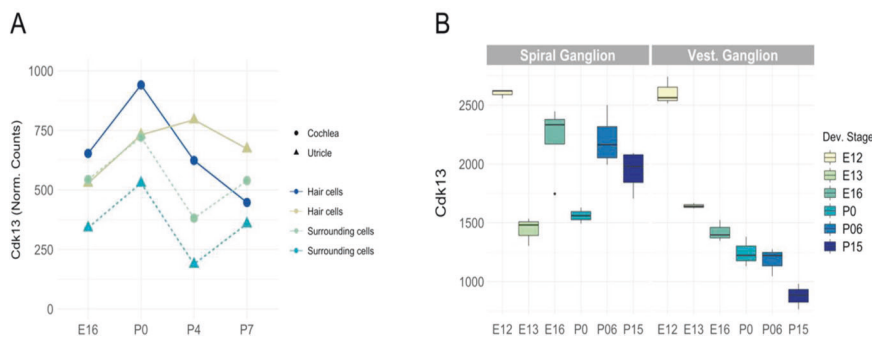 A
Cdk13 (Norm. Counts)
1000
750
500
250
0
E16 P0 P4 P7
Cochlea
Utricle
Hair cells
Hair cells
Surrounding cells
Surrounding cells
B
Spiral Ganglion Vest. Ganglion
Cdk13
2500
2000
1500
1000
E12 E13 E16 P0 P06 P15 E12 E13 E16 P0 P06 P15
Dev. Stage
E12
E13
E16
P0
P06
P15